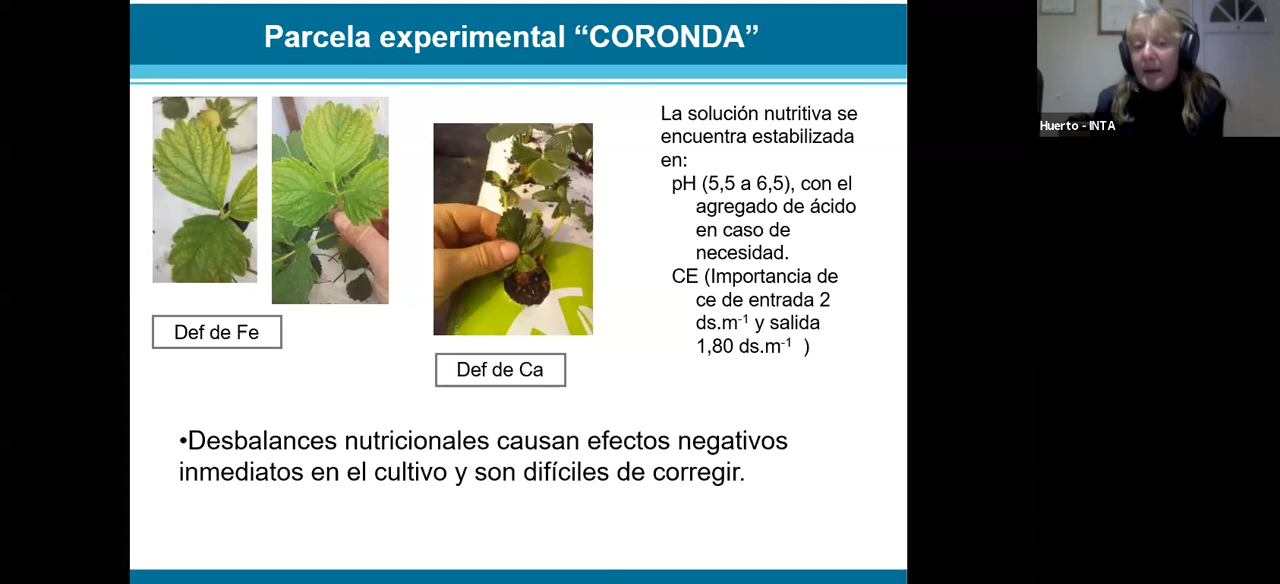 Parcela experimental “CORONDA”
Huerto - INTA
La solución nutritiva se
encuentra estabilizada
en:
pH (5,5 a 6,5), con el
agregado de ácido
en caso de
necesidad.
CE (Importancia de
ce de entrada 2
ds.m⁻¹ y salida
1,80 ds.m⁻¹ )
Def de Fe
Def de Ca
•Desbalances nutricionales causan efectos negativos
inmediatos en el cultivo y son difíciles de corregir.